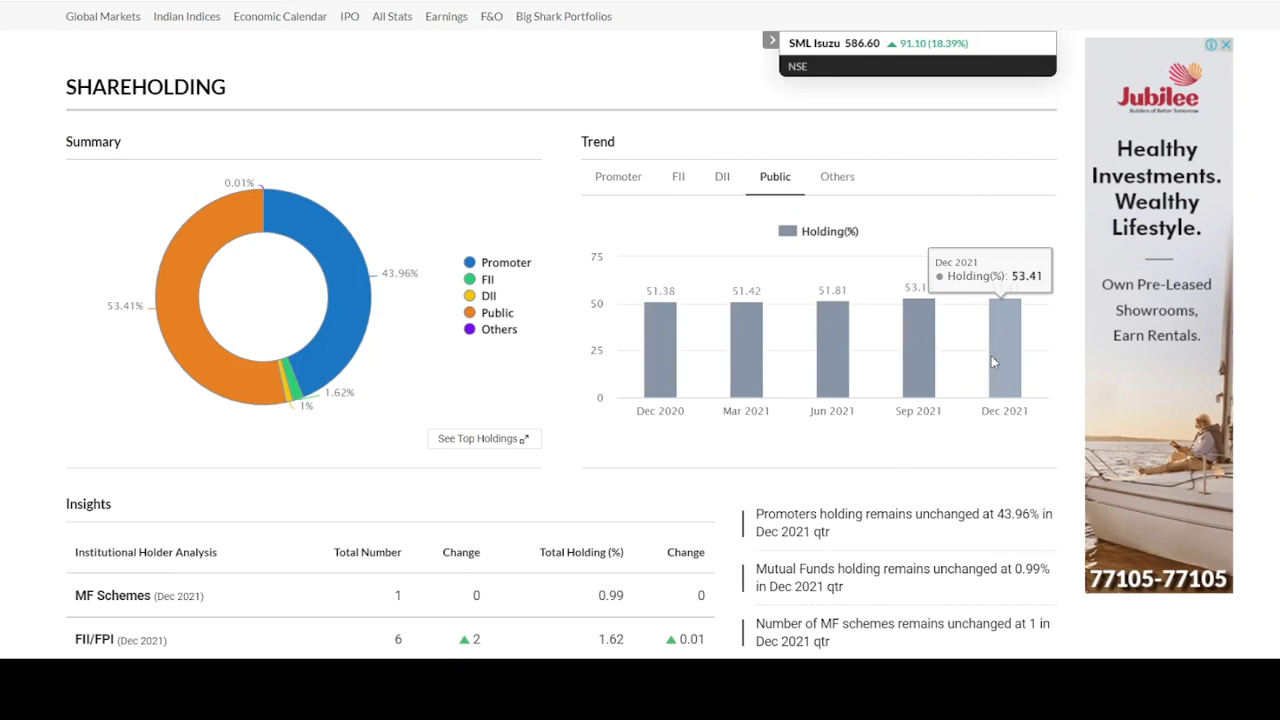 Global Markets Indian Indices Economic Calendar IPO All Stats Earnings F&O Big Shark Portfolios
SML Isuzu 586.60 ▲ 91.10 (18.39%)
NSE
SHAREHOLDING
Summary
0.01%
43.96%
53.41%
1.62%
1%
Promoter
FII
DII
Public
Others
See Top Holdings
Trend
Promoter FII DII Public Others
Holding(%)
Dec 2021
Holding(%): 53.41
75
50
25
0
51.38 51.42 51.81
Dec 2020 Mar 2021 Jun 2021 Sep 2021 Dec 2021
Insights
Institutional Holder Analysis Total Number Change Total Holding (%) Change
MF Schemes (Dec 2021) 1 0 0.99 0
FII/FPI (Dec 2021) 6 ▲ 2 1.62 ▲ 0.01
Promoters holding remains unchanged at 43.96% in
Dec 2021 qtr
Mutual Funds holding remains unchanged at 0.99%
in Dec 2021 qtr
Number of MF schemes remains unchanged at 1 in
Dec 2021 qtr
Jubilee
Builders of Better Tomorrow
Healthy
Investments.
Wealthy
Lifestyle.
Own Pre-Leased
Showrooms,
Earn Rentals.
77105-77105